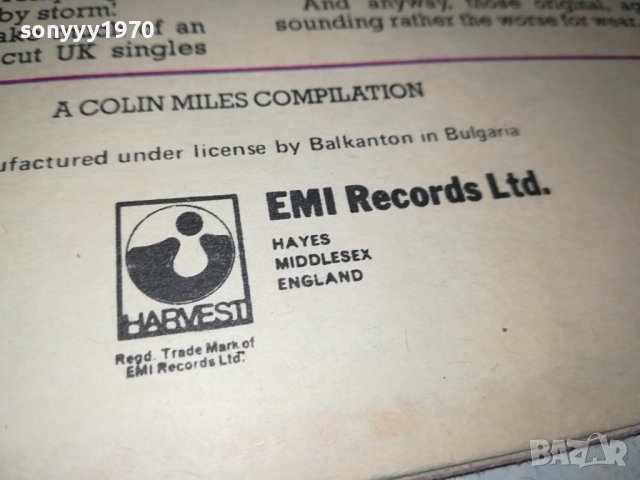 sonyyy1970
by storm,
of an
cut UK singles
And anyway, those original,
sounding rather the worse for wear
A COLIN MILES COMPILATION
ufactured under license by Balkanton in Bulgaria
HARVEST
Regd. Trade Mark of
EMI Records Ltd.
EMI Records Ltd.
HAYES
MIDDLESEX
ENGLAND
BAZAR